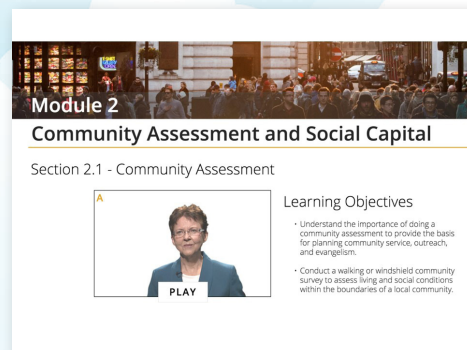 Module 2
Community Assessment and Social Capital
Section 2.1 - Community Assessment
A
PLAY
Learning Objectives
• Understand the importance of doing a
community assessment to provide the basis
for planning community service, outreach,
and evangelism.
• Conduct a walking or windshield community
survey to assess living and social conditions
within the boundaries of a local community.